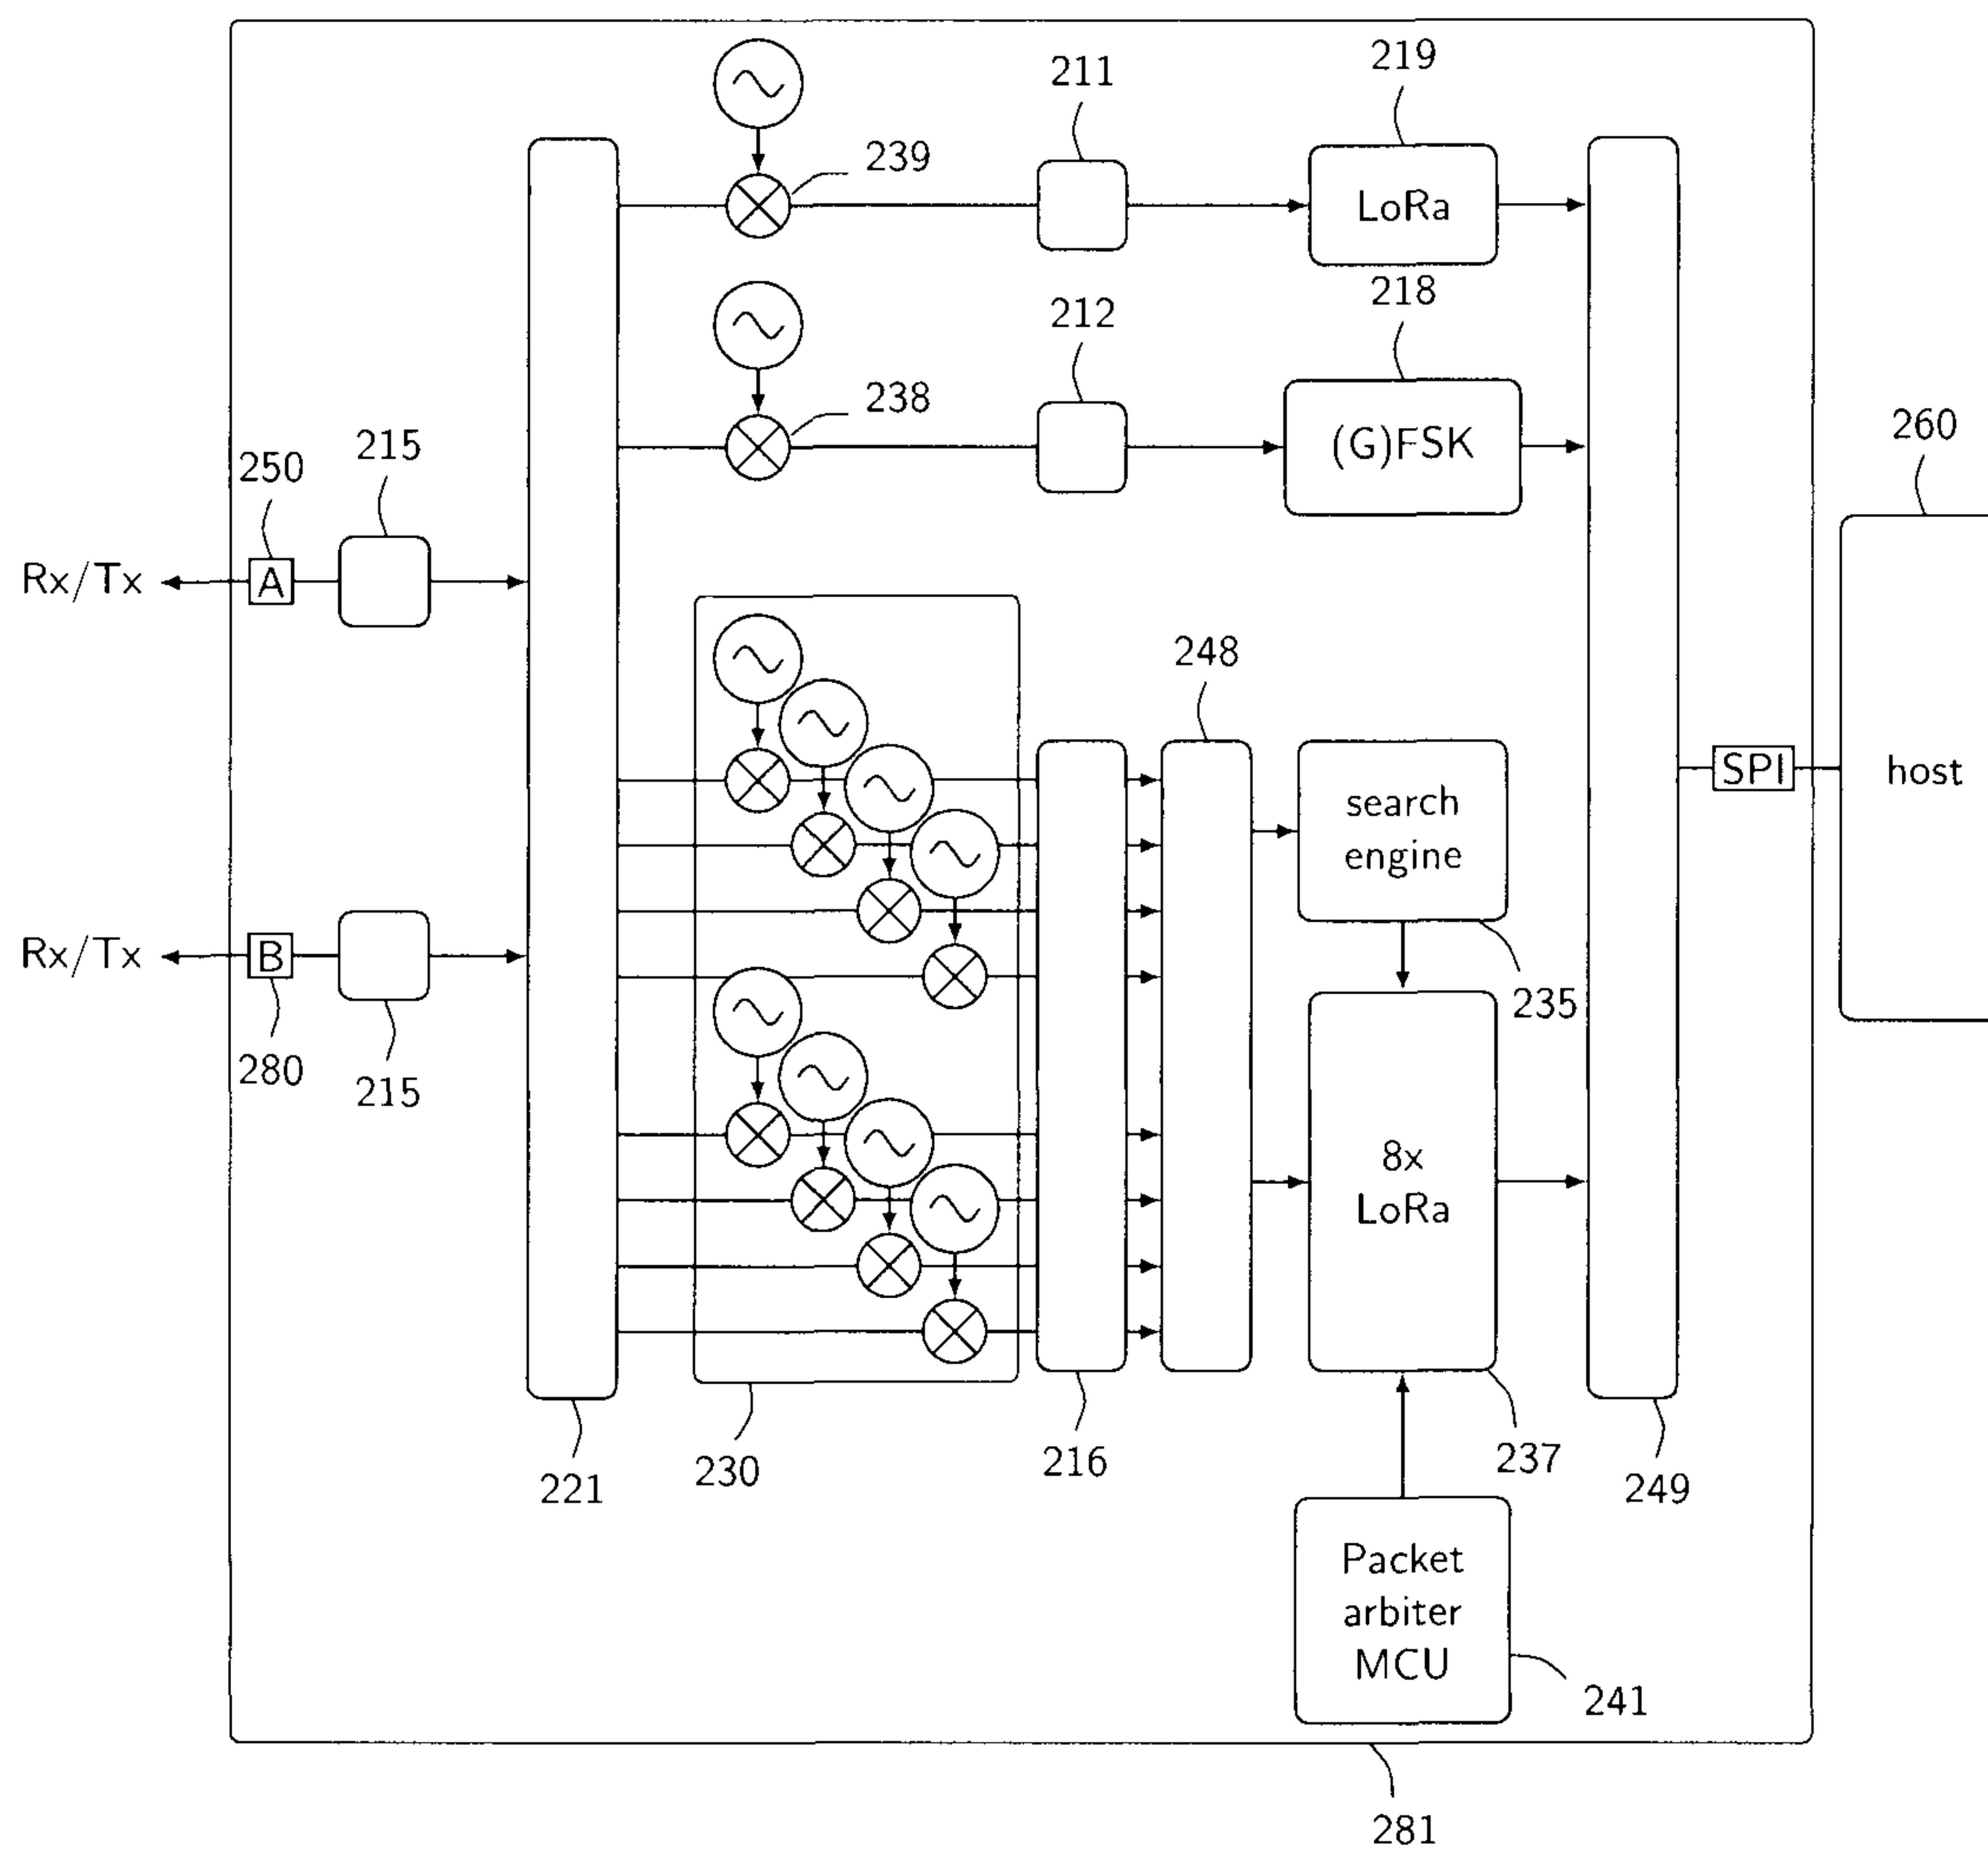 219
211
239
LoRa
218
212
238
(G)FSK
260
250
215
Rx/Tx
A
248
SPI
host
search
engine
Rx/Tx
B
235
280
215
8x
LoRa
230
216
237
221
249
Packet
arbiter
MCU
241
281